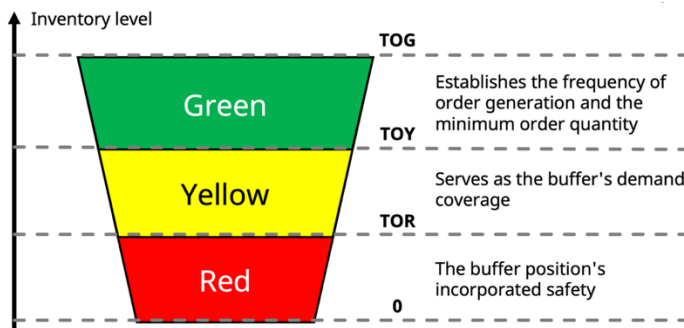 Inventory level
TOG
Green
Establishes the frequency of
order generation and the
minimum order quantity
TOY
Yellow
Serves as the buffer's demand
coverage
TOR
Red
The buffer position's
incorporated safety
0